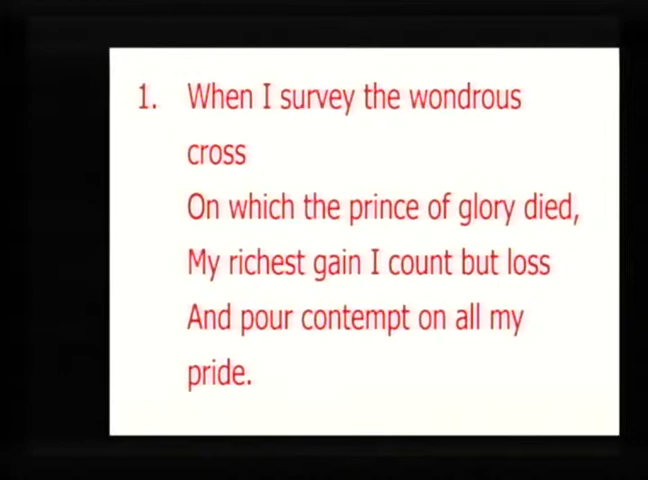 1. When I survey the wondrous
cross
On which the prince of glory died,
My richest gain I count but loss
And pour contempt on all my
pride.